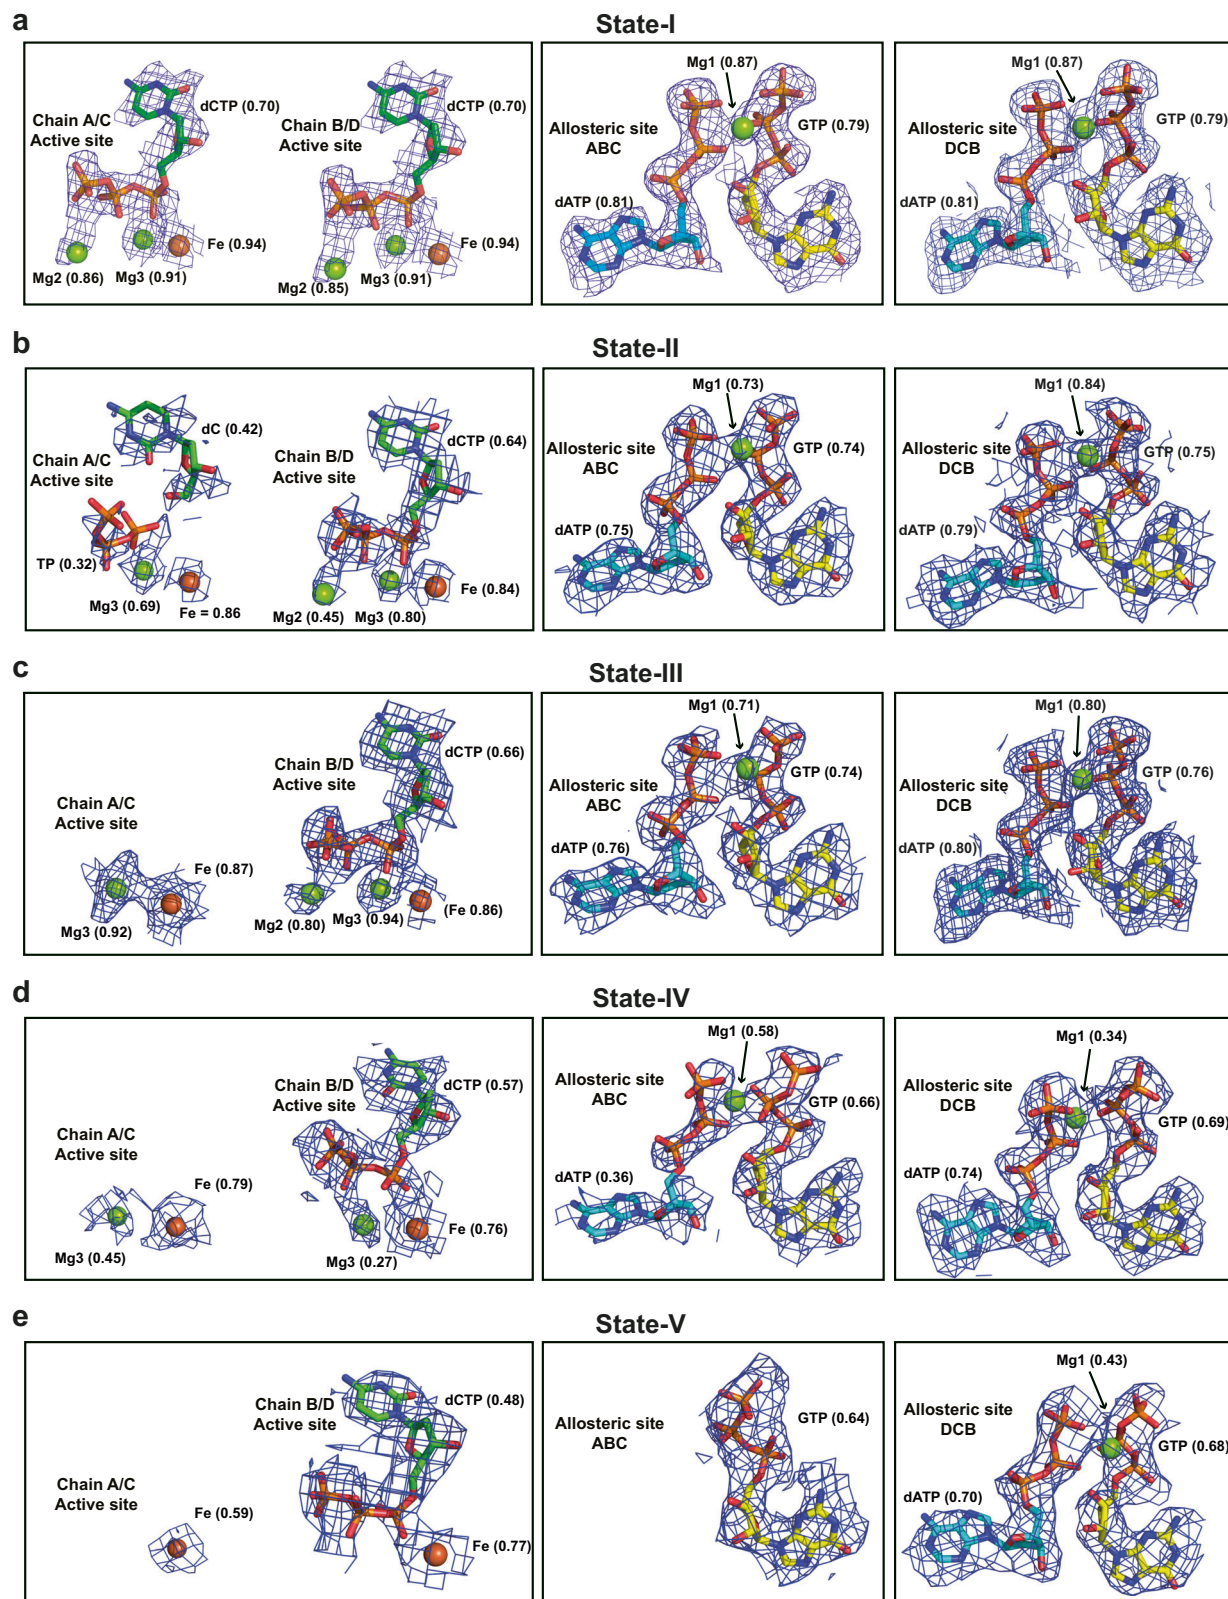 a
State-I
Chain A/C
Active site
dCTP (0.70)
Mg2 (0.86)
Mg3 (0.91)
Chain B/D
Active site
dCTP (0.70)
Fe (0.94)
Mg2 (0.85)
Mg3 (0.91)
Fe (0.94)
Mg1 (0.87)
Allosteric site
ABC
GTP (0.79)
dATP (0.81)
Mg1 (0.87)
Allosteric site
DCB
GTP (0.79)
dATP (0.81)
b
State-II
dC (0.42)
Chain A/C
Active site
TP (0.32)
Mg3 (0.69)
Fe = 0.86
Chain B/D
Active site
dCTP (0.64)
Fe (0.84)
Mg2 (0.45)
Mg3 (0.80)
Mg1 (0.73)
Allosteric site
ABC
GTP (0.74)
dATP (0.75)
Mg1 (0.84)
Allosteric site
DCB
GTP (0.75)
dATP (0.79)
c
State-III
Chain A/C
Active site
Fe (0.87)
Mg3 (0.92)
Chain B/D
Active site
dCTP (0.66)
Mg2 (0.80)
Mg3 (0.94)
(Fe 0.86)
Mg1 (0.71)
Allosteric site
ABC
GTP (0.74)
dATP (0.76)
Mg1 (0.80)
Allosteric site
DCB
GTP (0.76)
dATP (0.80)
d
State-IV
Chain A/C
Active site
Fe (0.79)
Mg3 (0.45)
Chain B/D
Active site
dCTP (0.57)
Fe (0.76)
Mg3 (0.27)
Mg1 (0.58)
Allosteric site
ABC
GTP (0.66)
dATP (0.36)
Mg1 (0.34)
Allosteric site
DCB
GTP (0.69)
dATP (0.74)
e
State-V
Chain A/C
Active site
Fe (0.59)
Chain B/D
Active site
dCTP (0.48)
Fe (0.77)
Allosteric site
ABC
GTP (0.64)
Mg1 (0.43)
Allosteric site
DCB
GTP (0.68)
dATP (0.70)